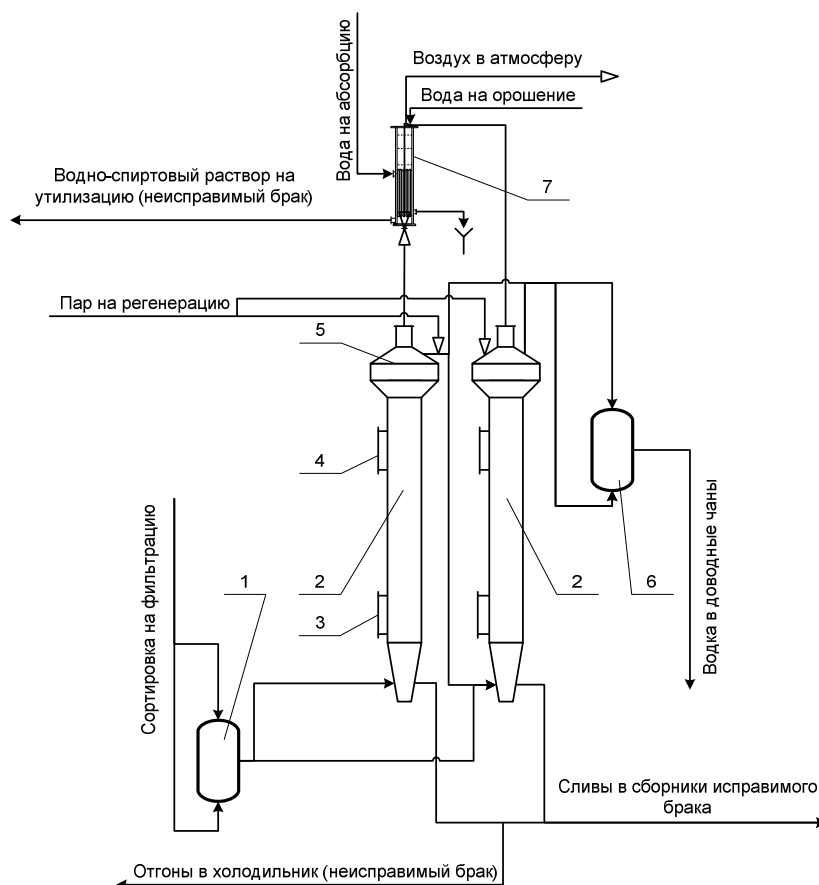 Воздух в атмосферу
Вода на абсорбцию
Вода на орошение
Водно-спиртовый раствор на
утилизацию (неисправимый брак)
7
Пар на регенерацию
5
4
Сортировка на фильтрацию
2
2
6
1
3
Водка в доводные чаны
Сливы в сборники исправимого
брака
Отгоны в холодильник (неисправимый брак)